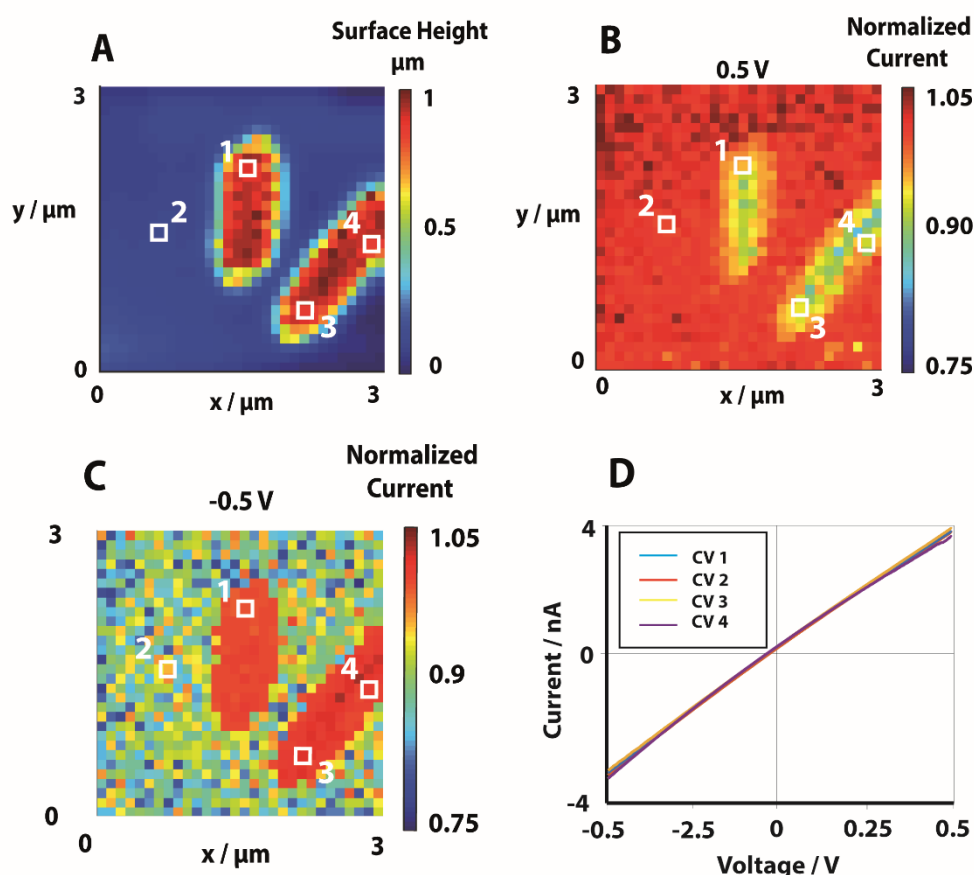 A
Surface Height
μm
3
1
1
2
y / μm
0.5
4
3
0
0
0
3
x / μm
B
Normalized
Current
0.5 V
3
1.05
1
2
y / μm
0.90
4
3
0
0.75
0
3
x / μm
C
Normalized
Current
-0.5 V
3
1.05
1
2
0.9
4
3
0
0.75
0
3
x / μm
D
4
CV 1
CV 2
CV 3
CV 4
Current / nA
0
-4
-0.5
-2.5
0
0.25
0.5
Voltage / V